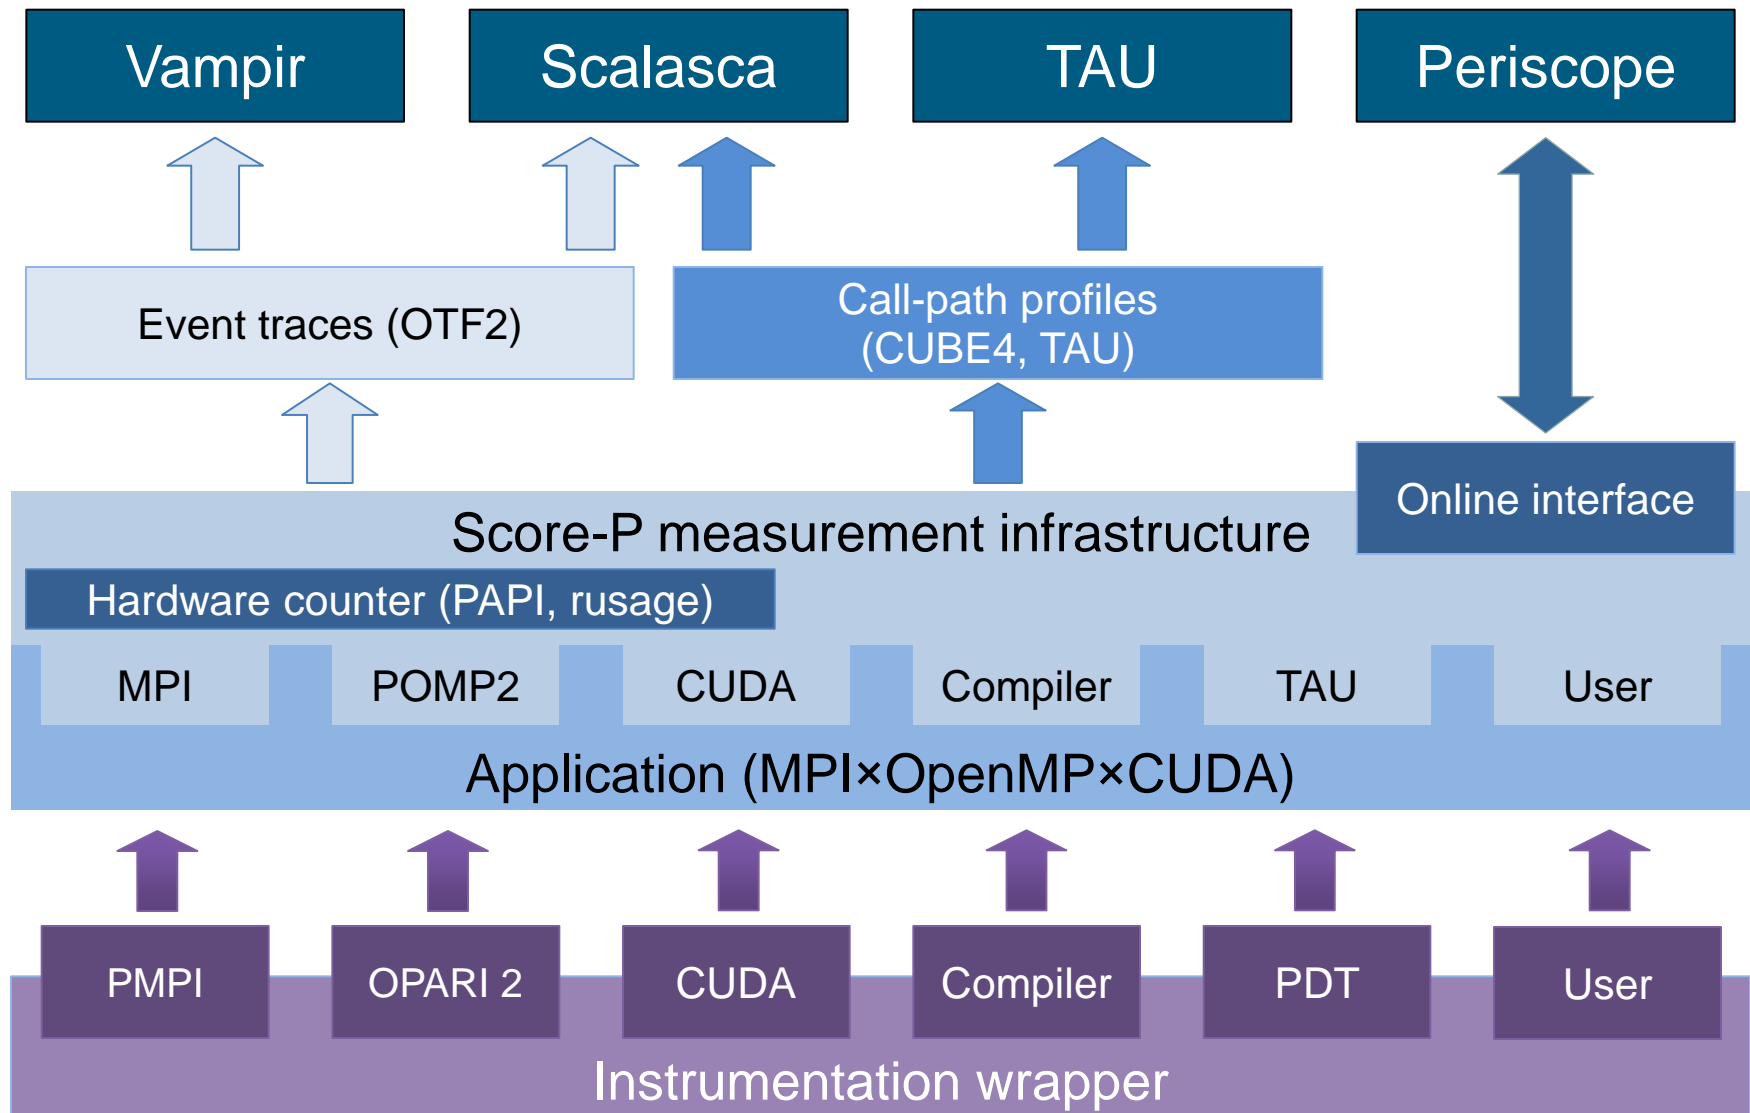 Vampir
Scalasca
TAU
Periscope
Event traces (OTF2)
Call-path profiles
(CUBE4, TAU)
Online interface
Score-P measurement infrastructure
Hardware counter (PAPI, rusage)
MPI
POMP2
CUDA
Compiler
TAU
User
Application (MPI×OpenMP×CUDA)
PMPI
OPARI 2
CUDA
Compiler
PDT
User
Instrumentation wrapper